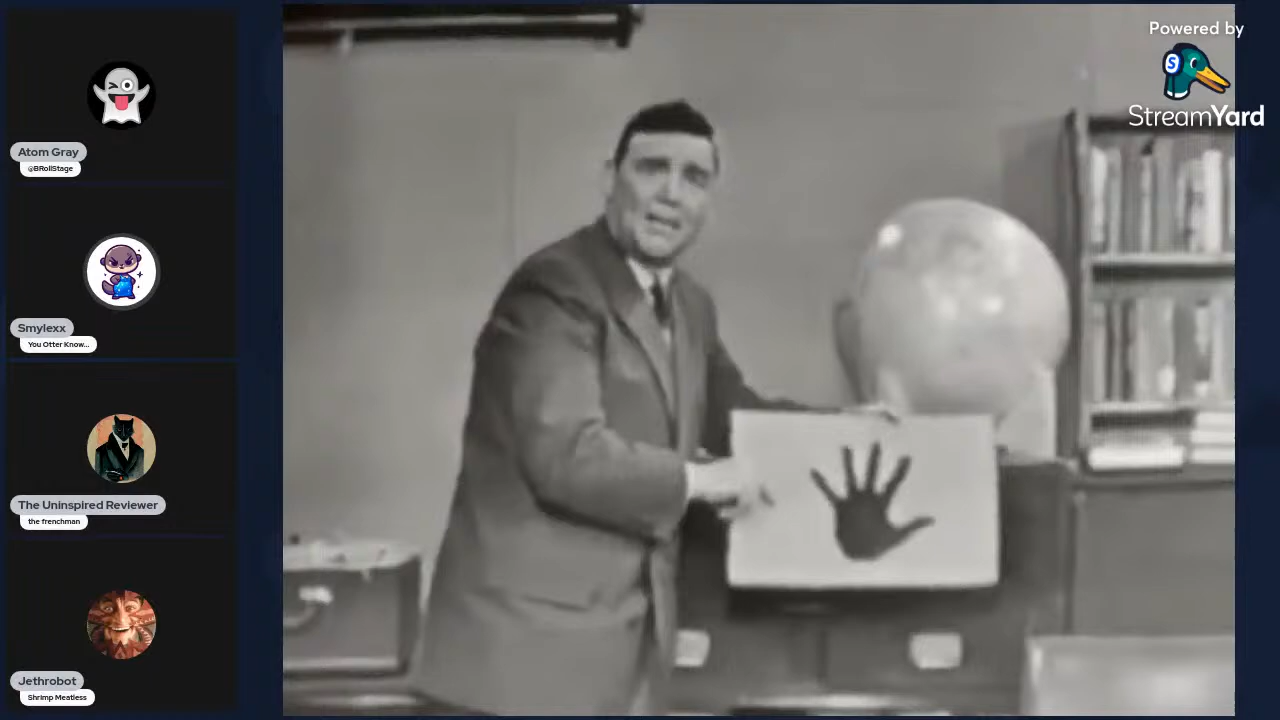 Powered by
StreamYard
Atom Gray
@BRollStage
Smylexx
You Otter Know...
The Uninspired Reviewer
the frenchman
Jethrobot
Shrimp Meatless